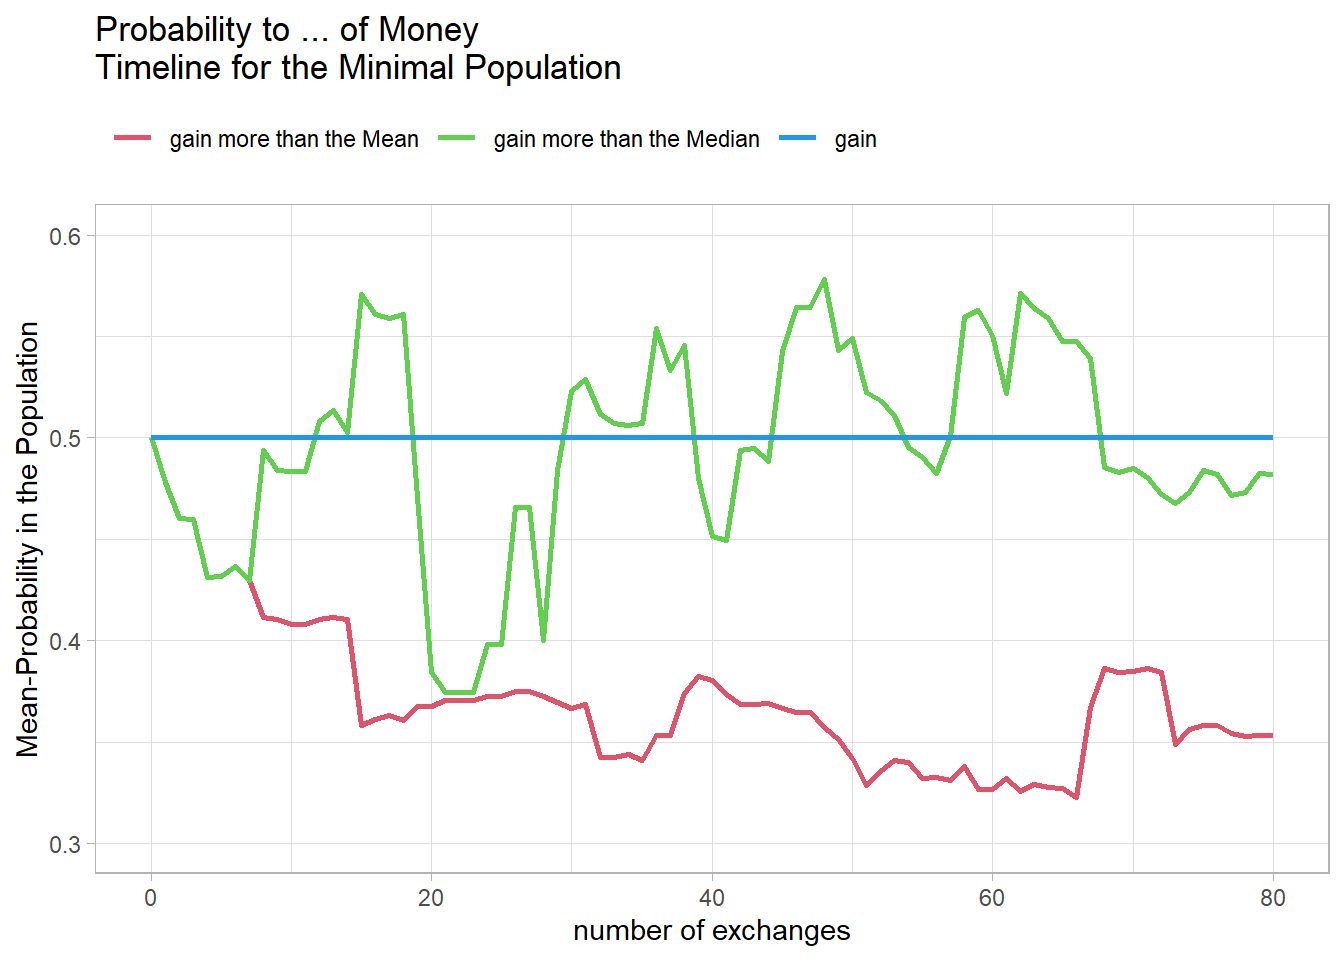 Probability to ... of Money
Timeline for the Minimal Population
gain more than the Mean gain more than the Median gain
Mean-Probability in the Population
0.6
0.5
0.4
0.3
0 20 40 60 80
number of exchanges